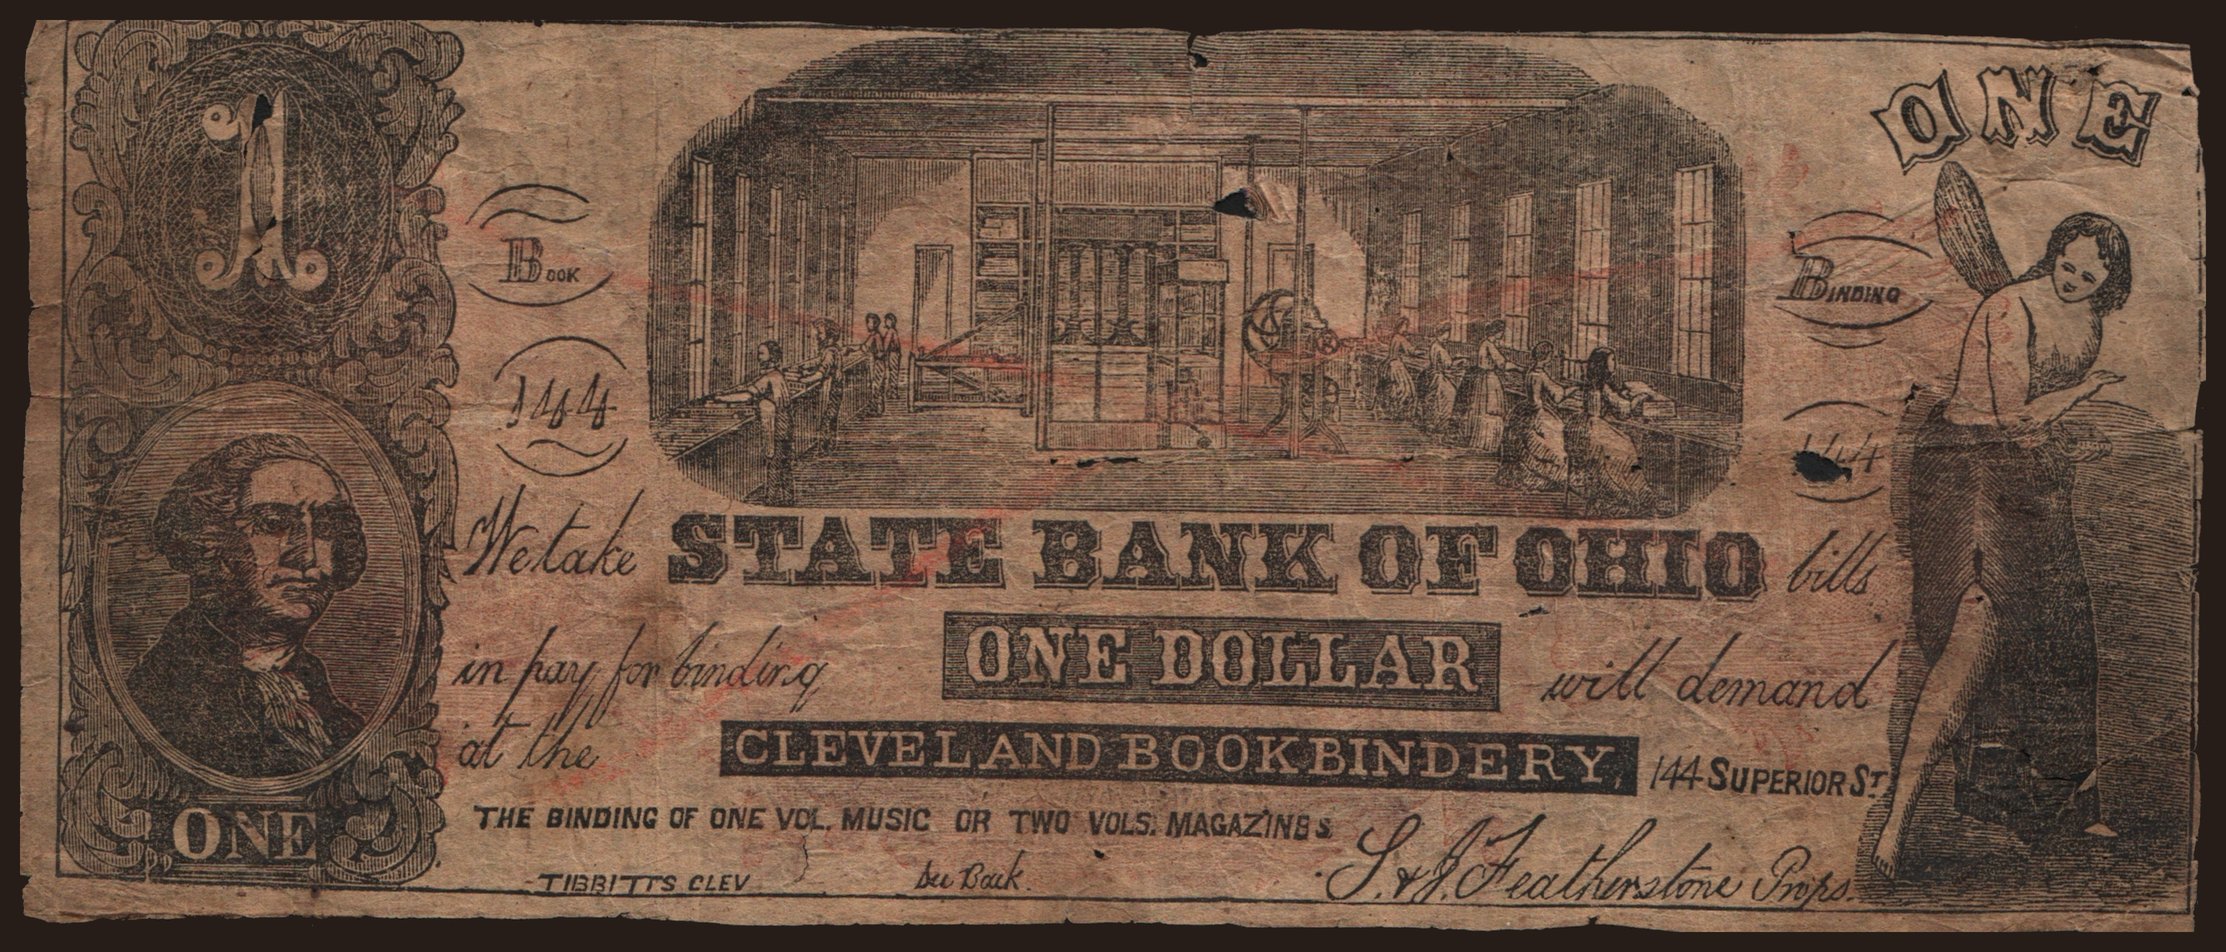 1
ONE
BOOK
BINDING
144
144
We take STATE BANK OF OHIO bills
in pay for binding ONE DOLLAR will demand
at the CLEVELAND BOOKBINDERY, 144 SUPERIOR ST.
THE BINDING OF ONE VOL. MUSIC OR TWO VOLS. MAGAZINES
S. & J. Featherstone Props.
ONE
TIBBITTS CLEV
See Back.